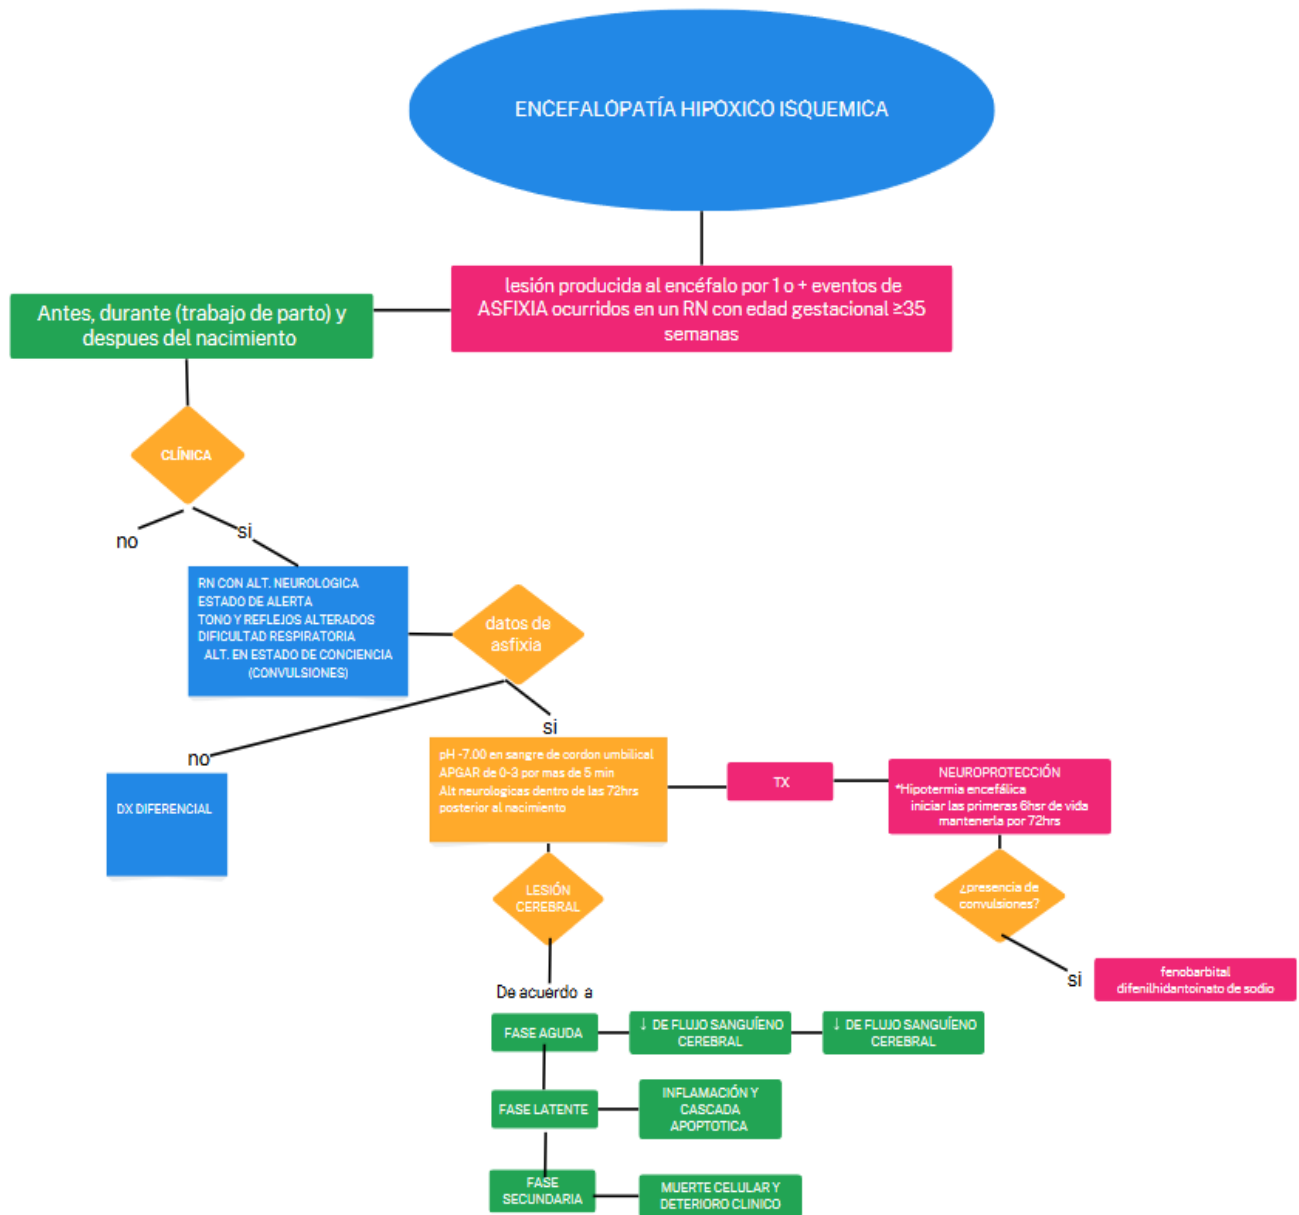 ENCEFALOPATÍA HIPOXICO ISQUEMICA
lesión producida al encéfalo por 1 o + eventos de
ASFIXIA ocurridos en un RN con edad gestacional ≥35
semanas
Antes, durante (trabajo de parto) y
despues del nacimiento
CLÍNICA
no
si
RN CON ALT. NEUROLOGICA
ESTADO DE ALERTA
TONO Y REFLEJOS ALTERADOS
DIFICULTAD RESPIRATORIA
ALT. EN ESTADO DE CONCIENCIA
(CONVULSIONES)
datos de
asfixia
no
si
DX DIFERENCIAL
pH -7.00 en sangre de cordon umbilical
APGAR de 0-3 por mas de 5 min
Alt neurologicas dentro de las 72hrs
posterior al nacimiento
TX
NEUROPROTECCIÓN
*Hipotermia encefálica
iniciar las primeras 6hsr de vida
mantenerla por 72hrs
¿presencia de
convulsiones?
si
fenobarbital
difenilhidantoinato de sodio
LESIÓN
CEREBRAL
De acuerdo a
FASE AGUDA
↓ DE FLUJO SANGUÍENO
CEREBRAL
↓ DE FLUJO SANGUÍENO
CEREBRAL
FASE LATENTE
INFLAMACIÓN Y
CASCADA
APOPTOTICA
FASE
SECUNDARIA
MUERTE CELULAR Y
DETERIORO CLINICO